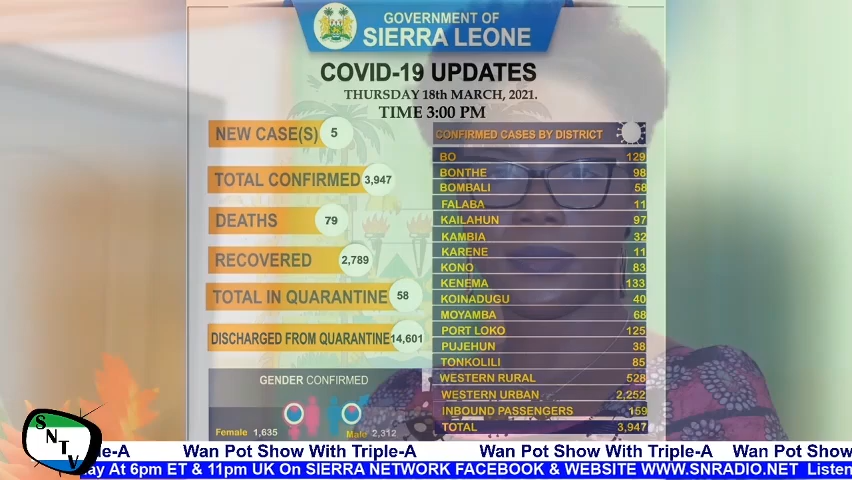 GOVERNMENT OF
SIERRA LEONE
COVID-19 UPDATES
THURSDAY 18th MARCH, 2021.
TIME 3:00 PM
NEW CASE(S) 5
TOTAL CONFIRMED 3,947
DEATHS 79
RECOVERED 2,789
TOTAL IN QUARANTINE 58
DISCHARGED FROM QUARANTINE 14,601
GENDER CONFIRMED
Female 1,635 Male 2,312
CONFIRMED CASES BY DISTRICT
BO 129
BONTHE 98
BOMBALI 58
FALABA 11
KAILAHUN 97
KAMBIA 32
KARENE 11
KONO 83
KENEMA 133
KOINADUGU 40
MOYAMBA 68
PORT LOKO 125
PUJEHUN 38
TONKOLILI 85
WESTERN RURAL 528
WESTERN URBAN 2,252
INBOUND PASSENGERS 159
TOTAL 3,947
SNTV
le-A Wan Pot Show With Triple-A Wan Pot Show With Triple-A Wan Pot Show
ay At 6pm ET & 11pm UK On SIERRA NETWORK FACEBOOK & WEBSITE WWW.SNRADIO.NET Listen